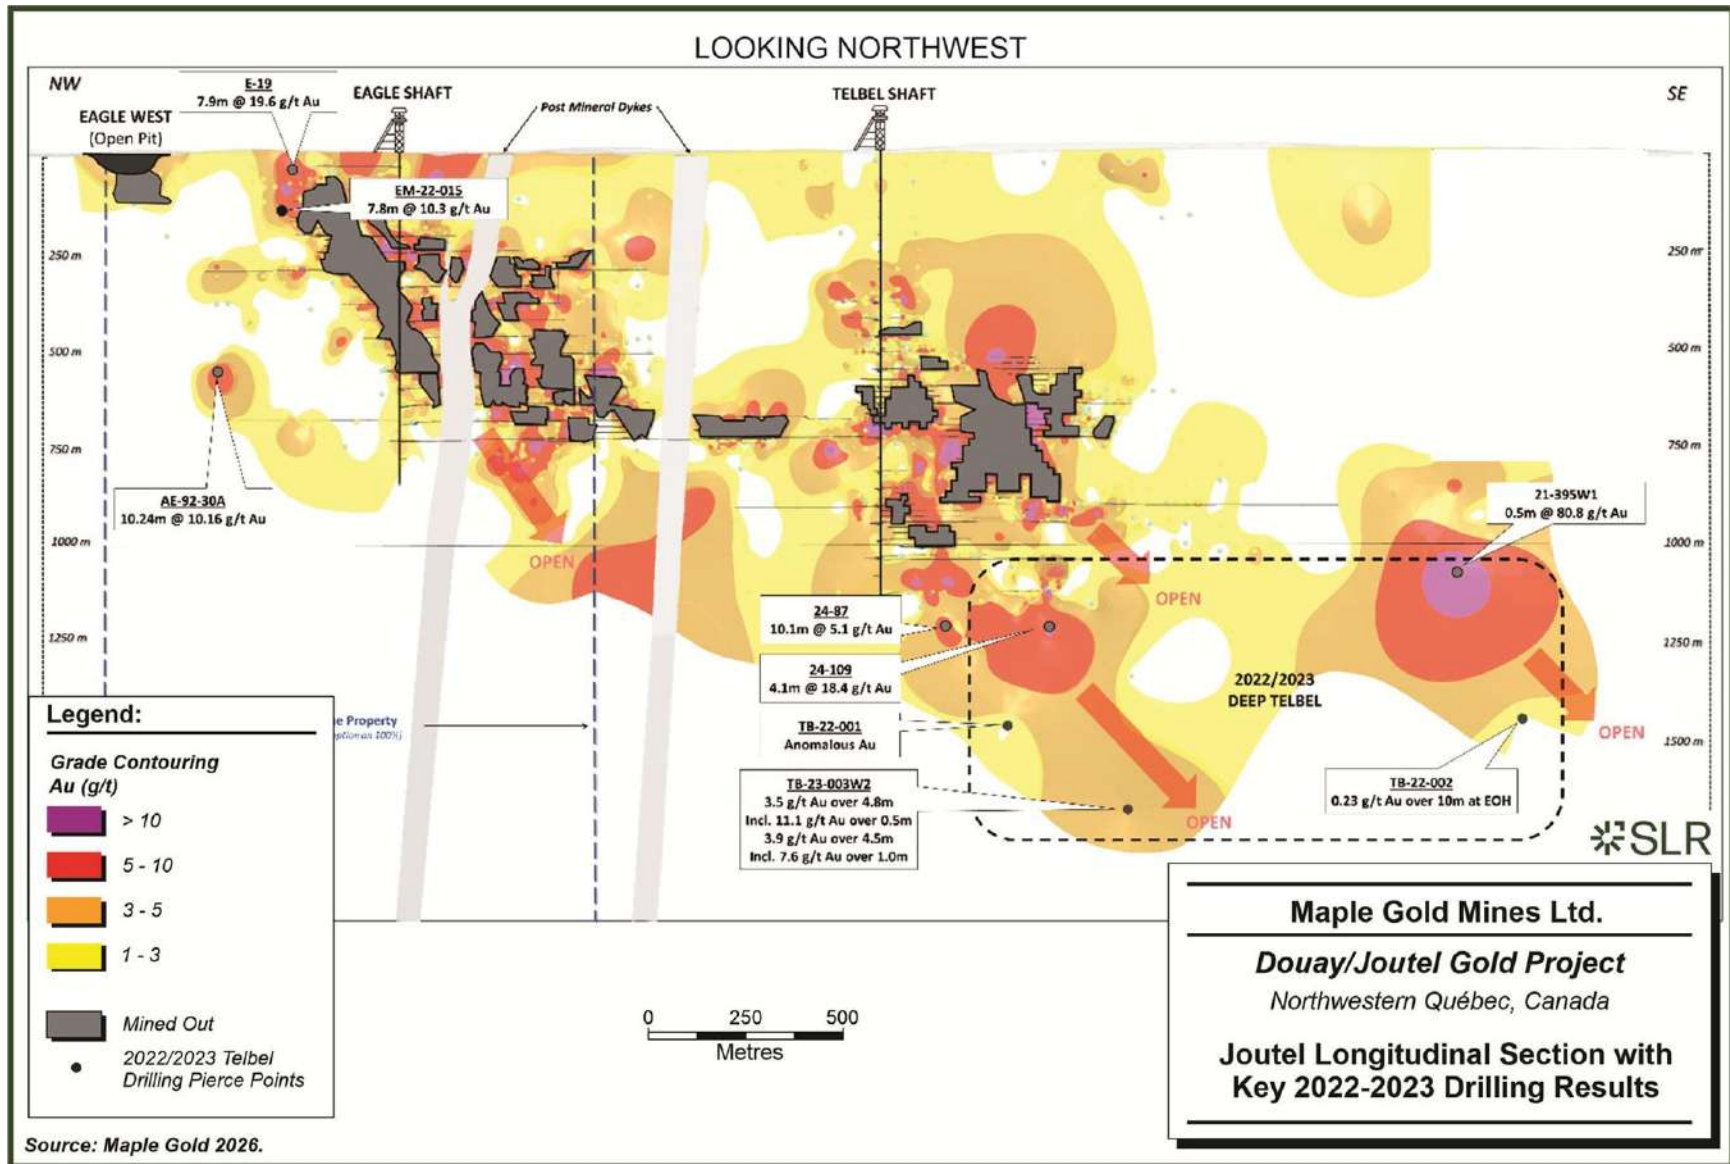 LOOKING NORTHWEST
NW
SE
E-19
7.9m @ 19.6 g/t Au
EAGLE WEST
(Open Pit)
EAGLE SHAFT
Post Mineral Dykes
TELBEL SHAFT
EM-22-015
7.8m @ 10.3 g/t Au
250 m
250 m
500 m
500 m
750 m
750 m
AE-92-30A
10.24m @ 10.16 g/t Au
21-395W1
0.5m @ 80.8 g/t Au
1000 m
1000 m
OPEN
OPEN
24-87
10.1m @ 5.1 g/t Au
1250 m
1250 m
24-109
4.1m @ 18.4 g/t Au
2022/2023
DEEP TELBEL
TB-22-001
Anomalous Au
OPEN
1500 m
TB-23-003W2
3.5 g/t Au over 4.8m
Incl. 11.1 g/t Au over 0.5m
3.9 g/t Au over 4.5m
Incl. 7.6 g/t Au over 1.0m
OPEN
TB-22-002
0.23 g/t Au over 10m at EOH
Property
100%)
Legend:
Grade Contouring
Au (g/t)
> 10
5 - 10
3 - 5
1 - 3
Mined Out
2022/2023 Telbel
Drilling Pierce Points
0 250 500
Metres
SLR
Maple Gold Mines Ltd.
Douay/Joutel Gold Project
Northwestern Québec, Canada
Joutel Longitudinal Section with
Key 2022-2023 Drilling Results
Source: Maple Gold 2026.